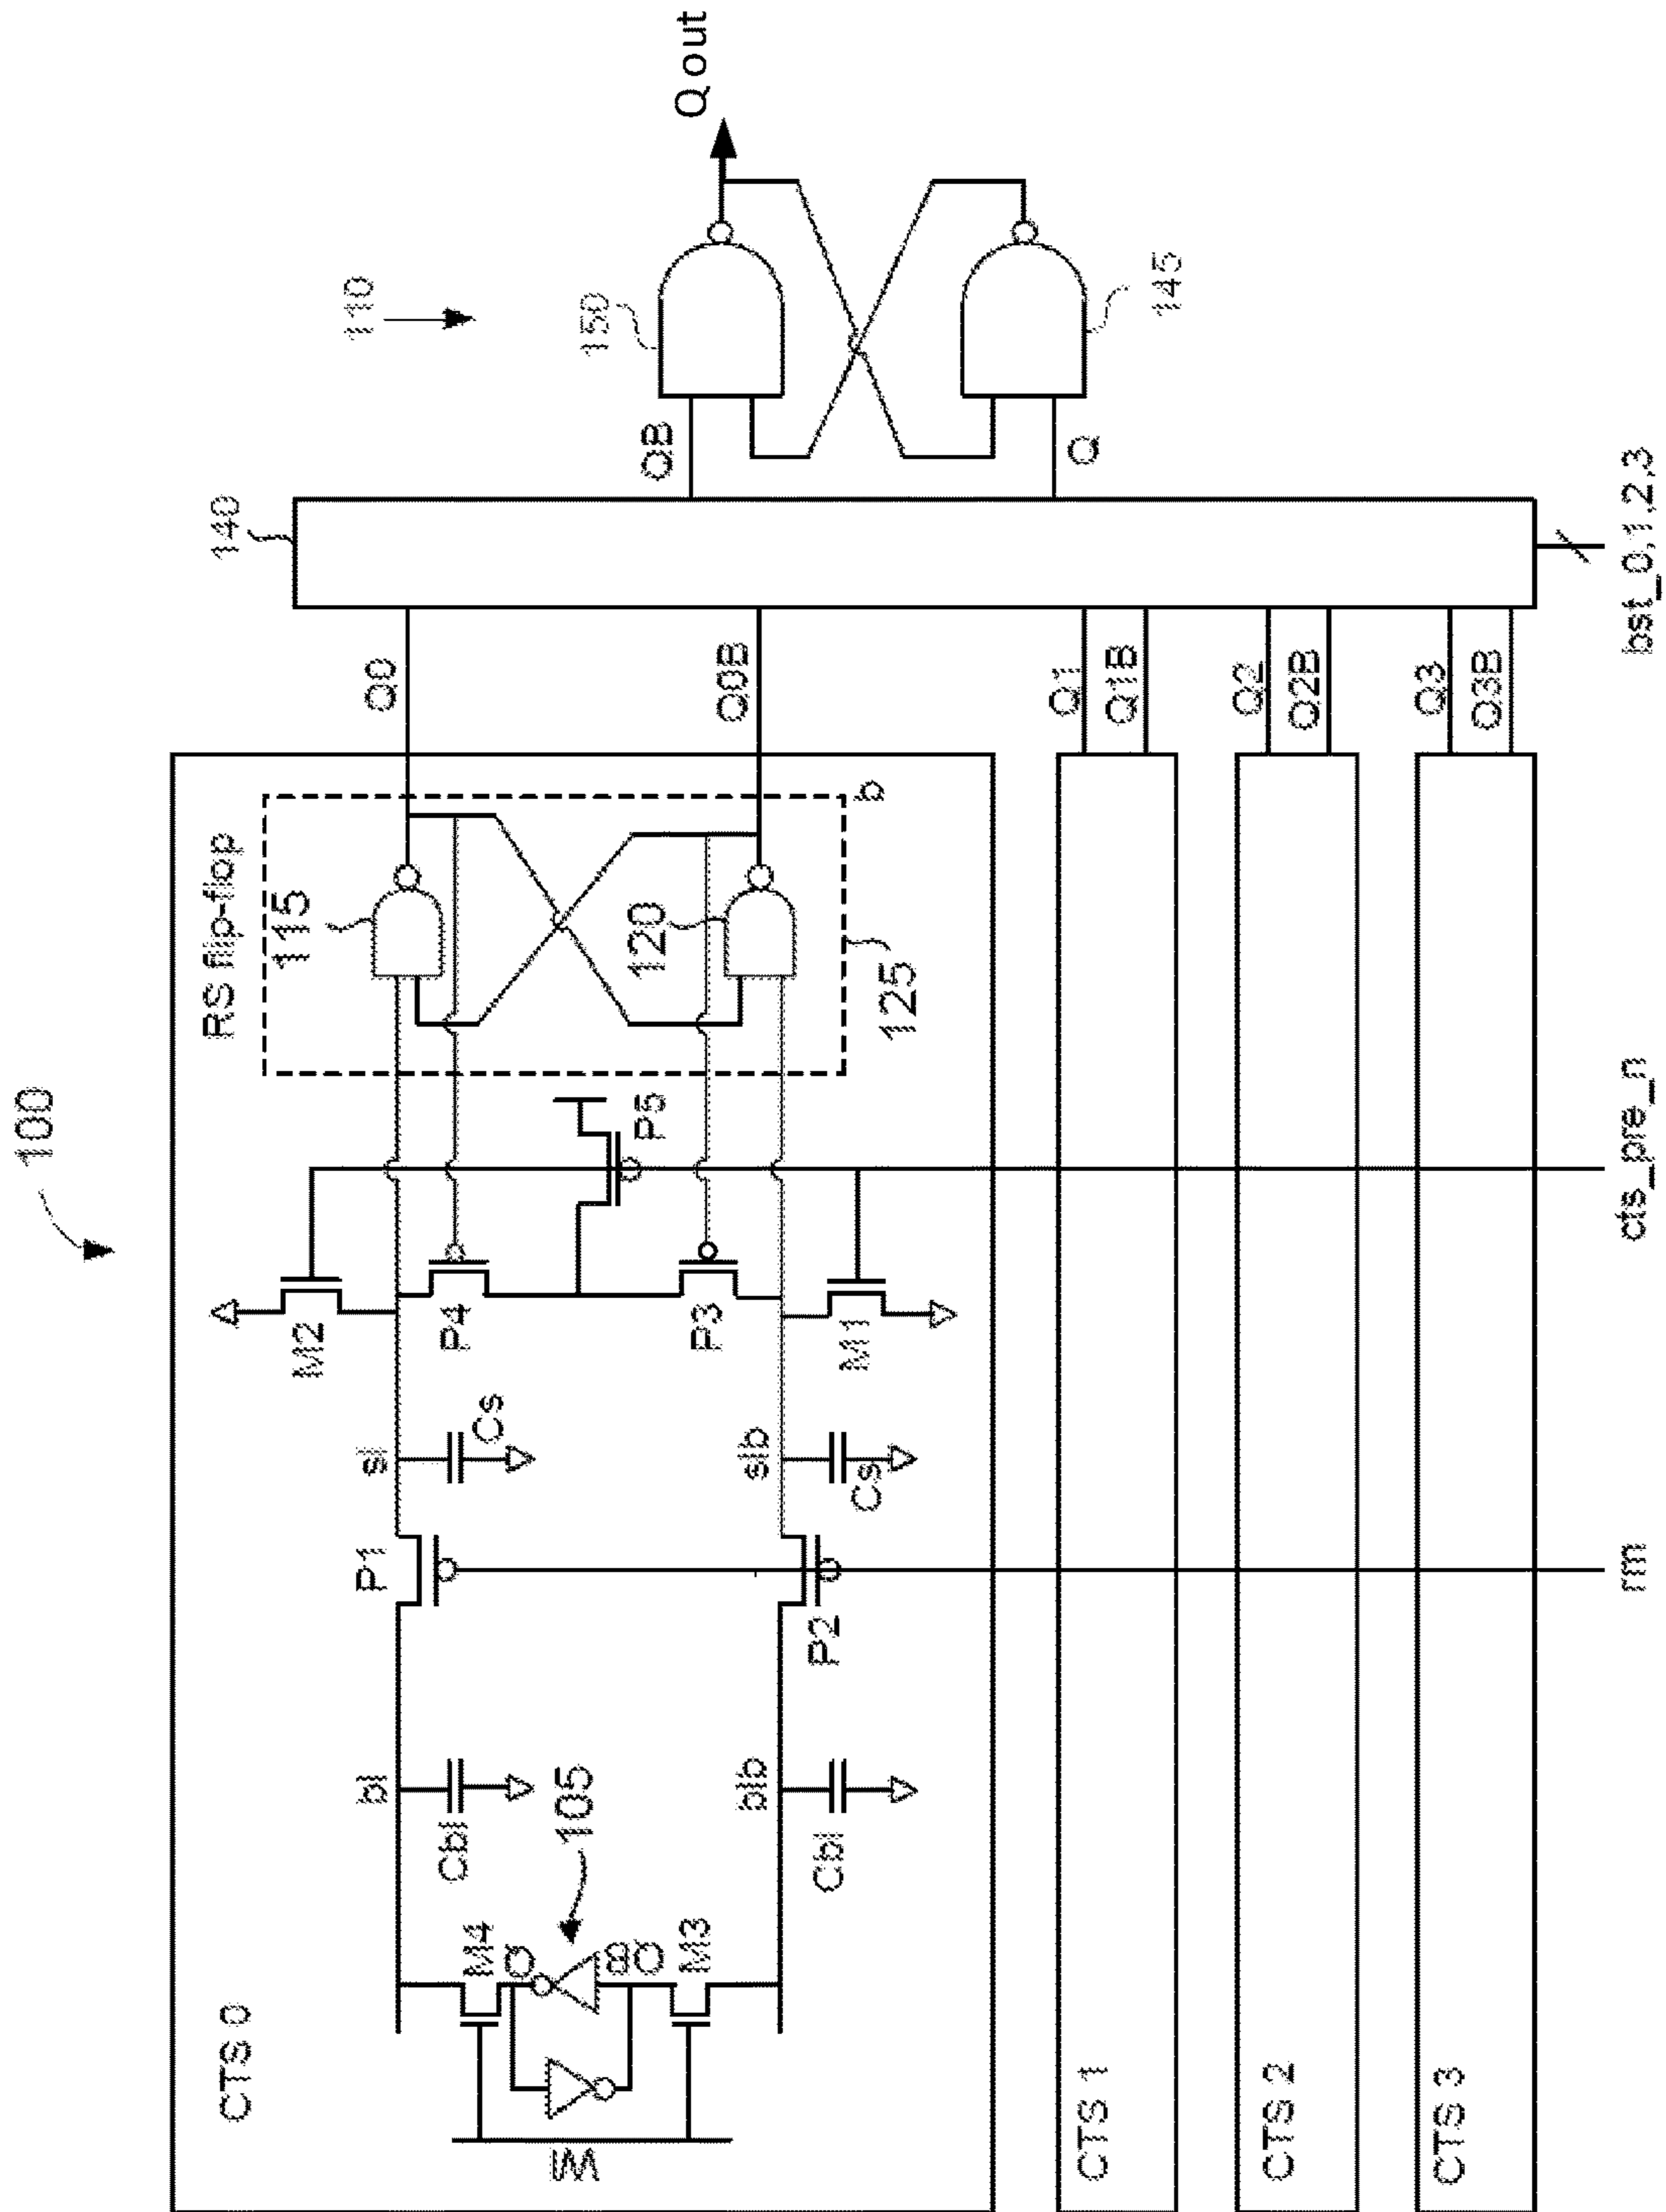 100
CTS 0
RS flip-flop
115
120
125
b
M2
P4
P5
P3
M1
P1
P2
sl
Cs
slb
Cs
bl
Cbl
105
blb
Cbl
M4
Q
QB
M3
Wl
Q0
Q0B
140
110
150
145
QB
Q
Q out
CTS 1
Q1
Q1B
CTS 2
Q2
Q2B
CTS 3
Q3
Q3B
rm
cts_pre_n
bst_0,1,2,3